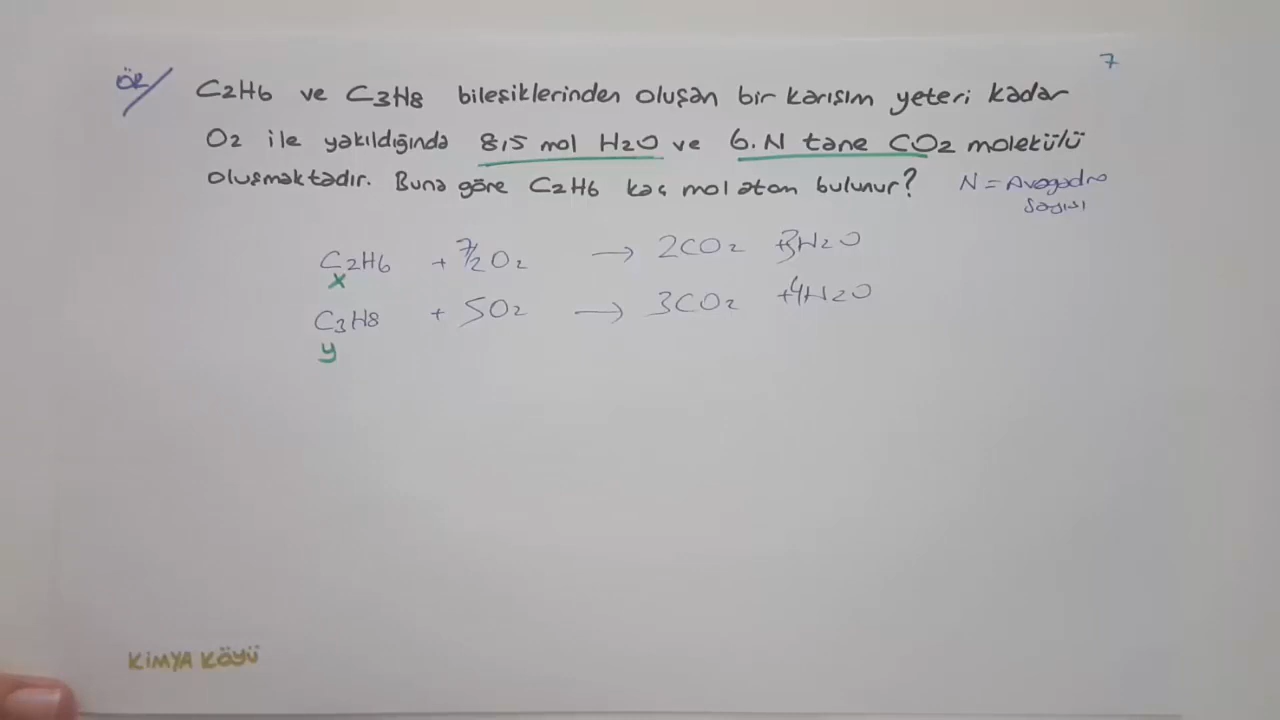 7
ÖR/ C2H6 ve C3H8 bileşiklerinden oluşan bir karışım yeteri kadar
O2 ile yakıldığında 8,5 mol H2O ve 6.N tane CO2 molekülü
oluşmaktadır. Buna göre C2H6 kaç mol atom bulunur? N = Avogadro
Sayısı
C2H6 + 7/2O2 → 2CO2 +3H2O
x
C3H8 + 5O2 → 3CO2 +4H2O
y
KİMYA KÖYÜ